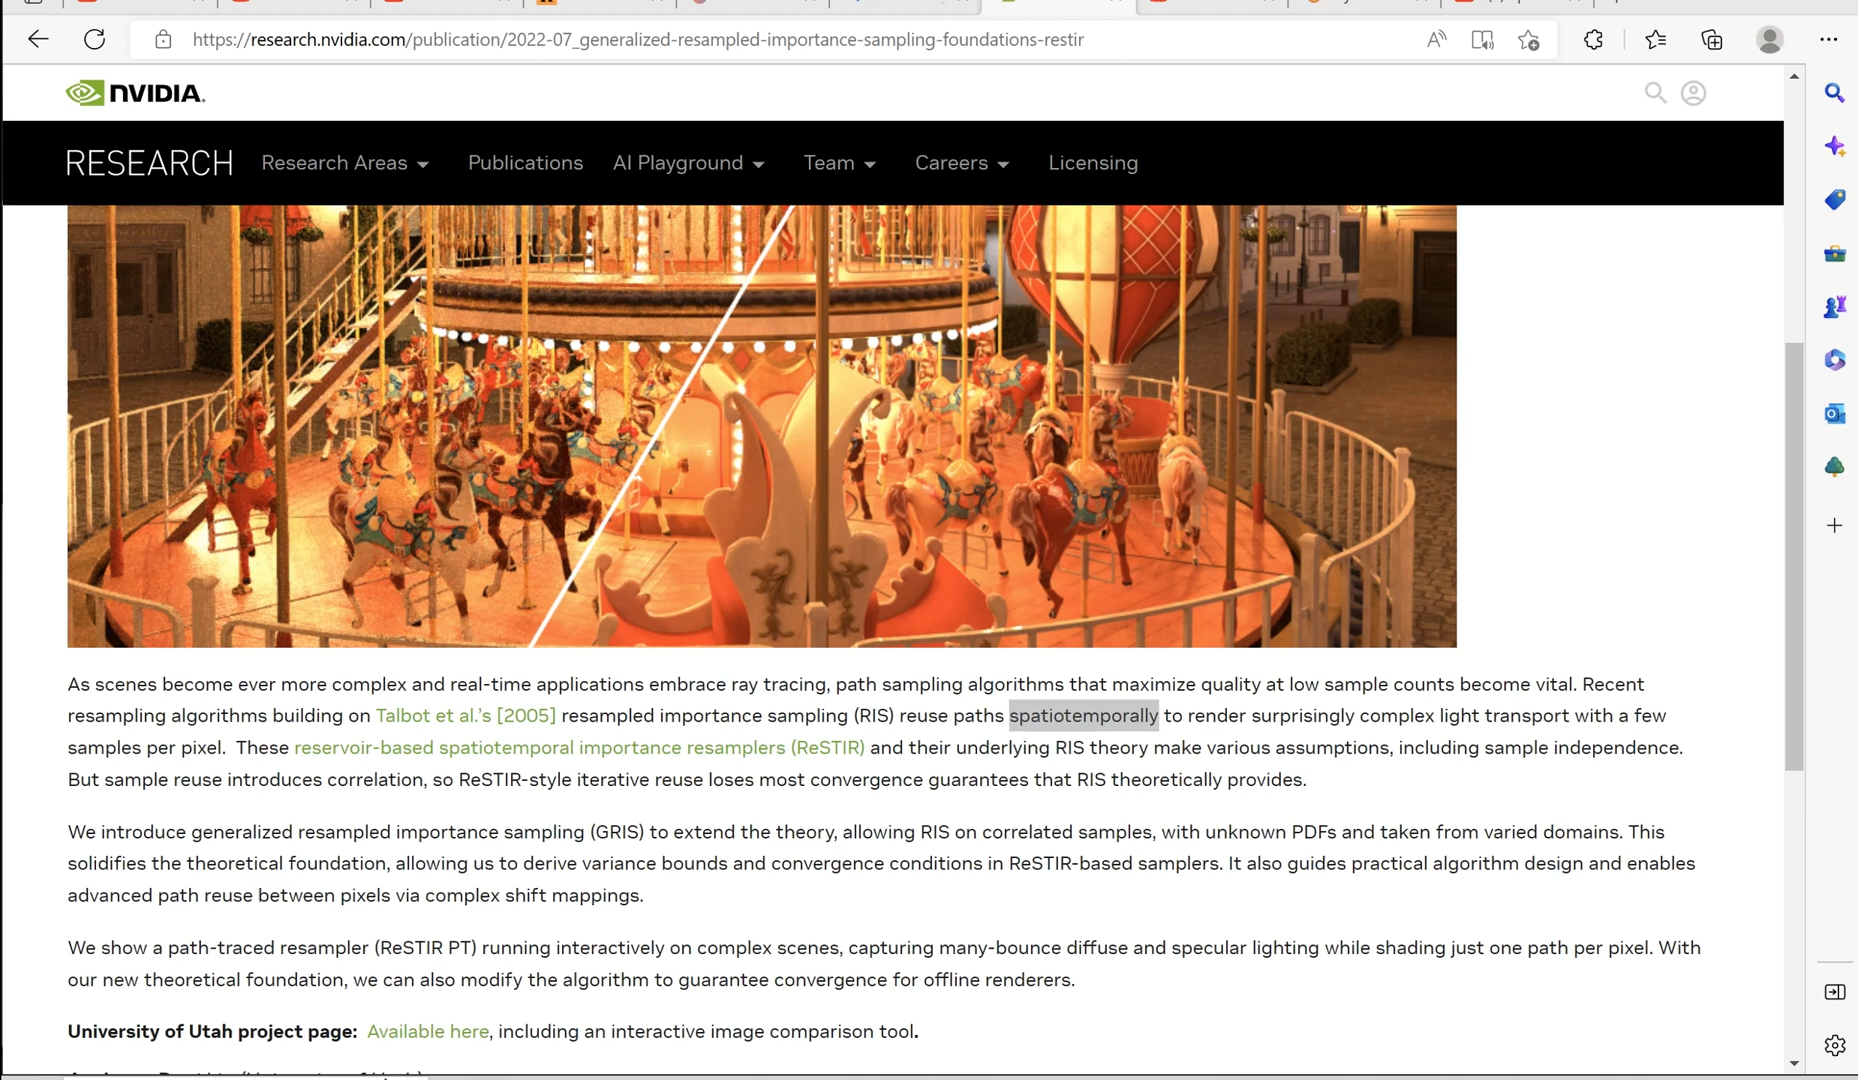 https://research.nvidia.com/publication/2022-07_generalized-resampled-importance-sampling-foundations-restir
NVIDIA.
RESEARCH Research Areas Publications AI Playground Team Careers Licensing
As scenes become ever more complex and real-time applications embrace ray tracing, path sampling algorithms that maximize quality at low sample counts become vital. Recent
resampling algorithms building on Talbot et al.’s [2005] resampled importance sampling (RIS) reuse paths spatiotemporally to render surprisingly complex light transport with a few
samples per pixel. These reservoir-based spatiotemporal importance resamplers (ReSTIR) and their underlying RIS theory make various assumptions, including sample independence.
But sample reuse introduces correlation, so ReSTIR-style iterative reuse loses most convergence guarantees that RIS theoretically provides.
We introduce generalized resampled importance sampling (GRIS) to extend the theory, allowing RIS on correlated samples, with unknown PDFs and taken from varied domains. This
solidifies the theoretical foundation, allowing us to derive variance bounds and convergence conditions in ReSTIR-based samplers. It also guides practical algorithm design and enables
advanced path reuse between pixels via complex shift mappings.
We show a path-traced resampler (ReSTIR PT) running interactively on complex scenes, capturing many-bounce diffuse and specular lighting while shading just one path per pixel. With
our new theoretical foundation, we can also modify the algorithm to guarantee convergence for offline renderers.
University of Utah project page: Available here, including an interactive image comparison tool.